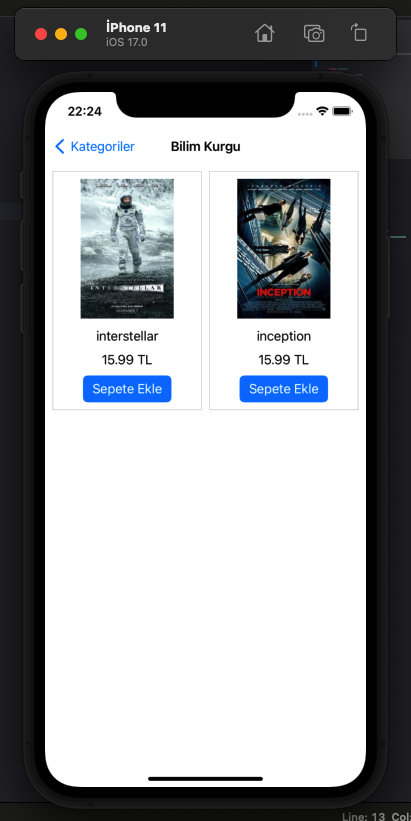 İPhone 11
iOS 17.0
22:24
Kategoriler
Bilim Kurgu
INTERSTELLAR
INCEPTION
interstellar
inception
15.99 TL
15.99 TL
Sepete Ekle
Sepete Ekle
Line: 13 Col